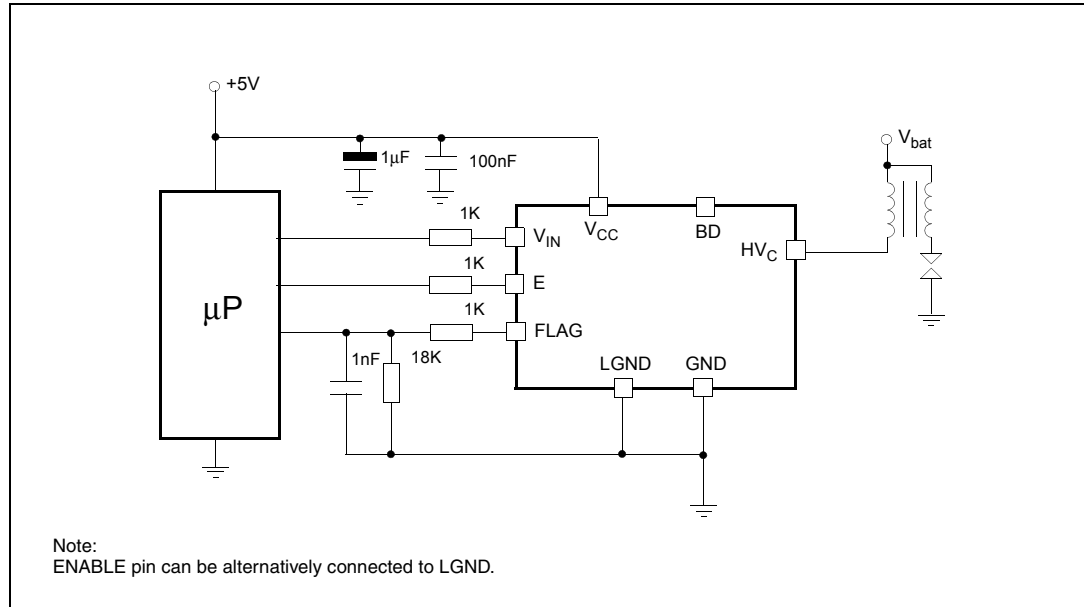 +5V
V_bat
1μF
100nF
1K
V_IN
V_CC
BD
HV_C
1K
E
μP
1K
FLAG
1nF
18K
LGND
GND
Note:
ENABLE pin can be alternatively connected to LGND.